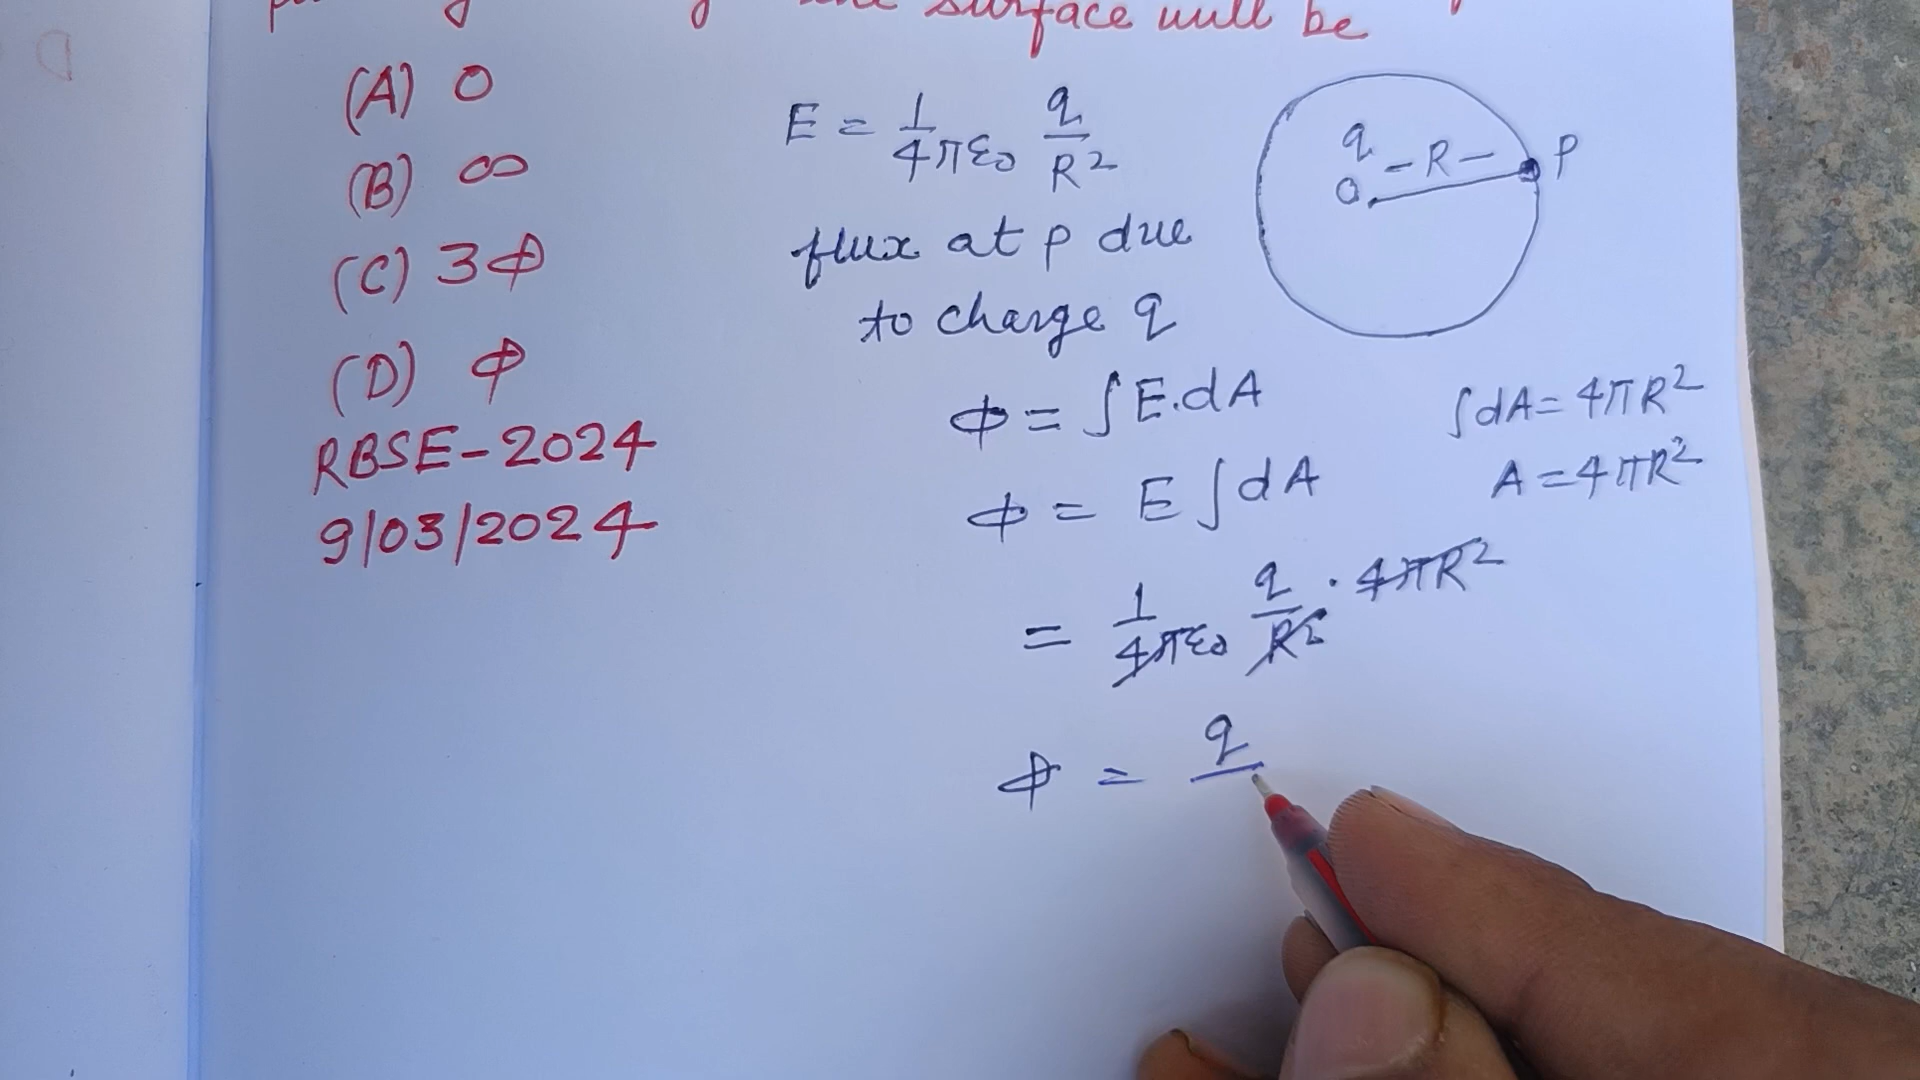 the surface will be
(A) 0
(B) ∞
(C) 3Φ
(D) Φ
RBSE-2024
9/03/2024
E = 1/4πε0 q/R²
flux at P due
to charge q
Φ = ∫E.dA
Φ = E∫dA
= 1/4πε0 q/R² · 4πR²
Φ = q
q
O
-R-
P
∫dA = 4πR²
A = 4πR²